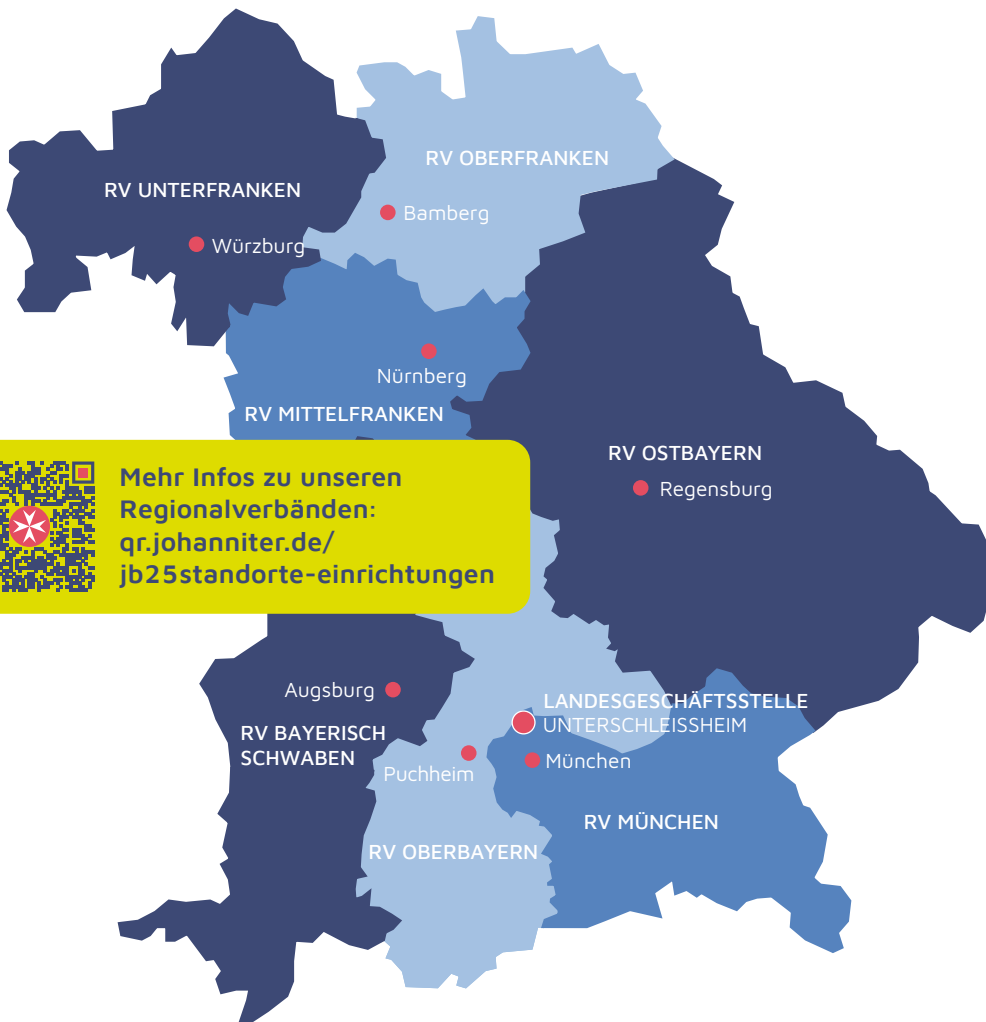 RV OBERFRANKEN
RV UNTERFRANKEN
Bamberg
Würzburg
Nürnberg
RV MITTELFRANKEN
RV OSTBAYERN
Regensburg
Mehr Infos zu unseren
Regionalverbänden:
qr.johanniter.de/
jb25standorte-einrichtungen
Augsburg
LANDESGESCHÄFTSSTELLE
UNTERSCHLEISSHEIM
RV BAYERISCH
SCHWABEN
München
Puchheim
RV MÜNCHEN
RV OBERBAYERN